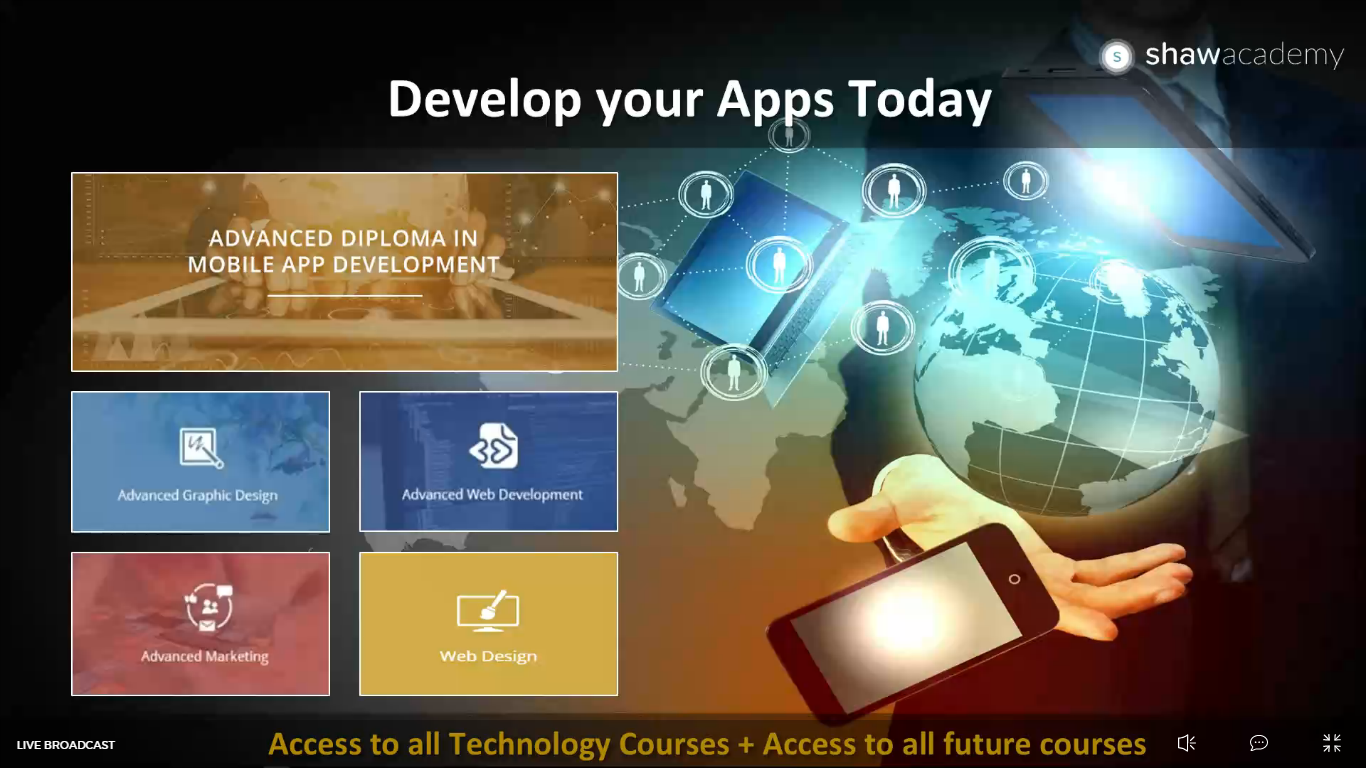 S shawacademy
Develop your Apps Today
ADVANCED DIPLOMA IN
MOBILE APP DEVELOPMENT
Advanced Graphic Design
Advanced Web Development
Advanced Marketing
Web Design
LIVE BROADCAST
Access to all Technology Courses + Access to all future courses